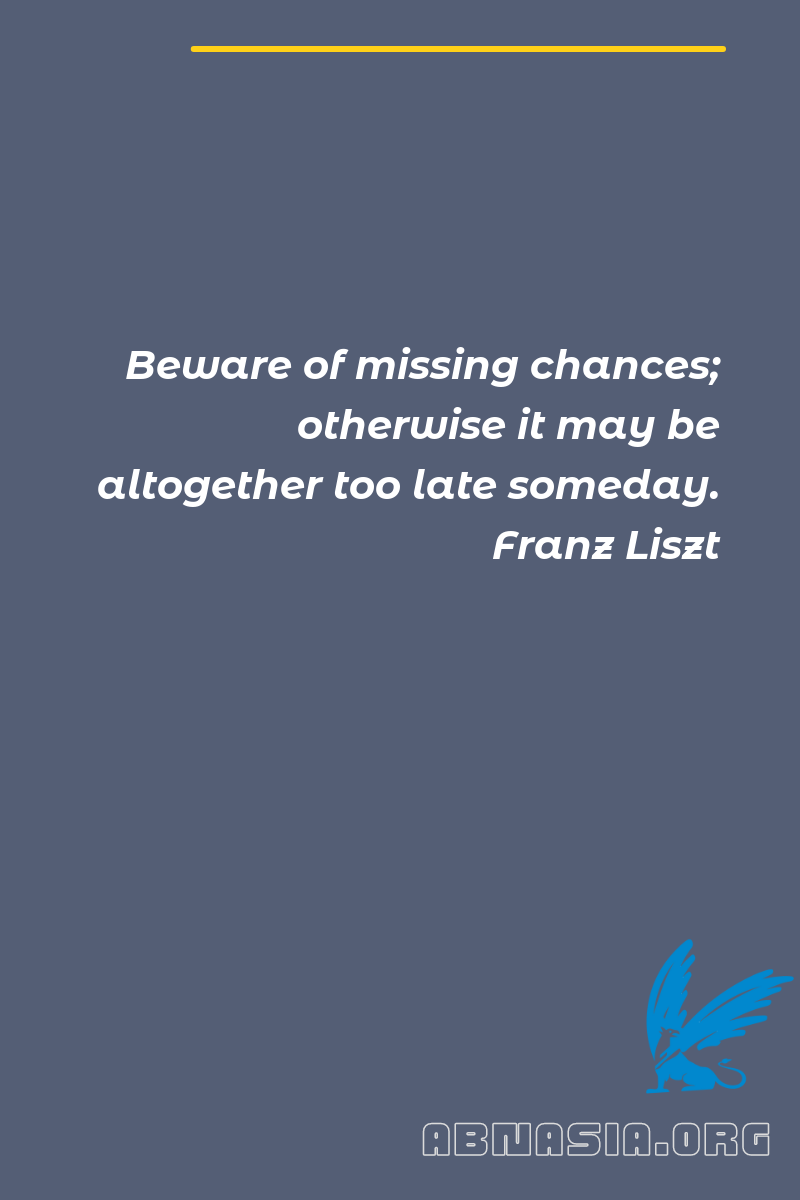 Beware of missing chances;
otherwise it may be
altogether too late someday.
Franz Liszt
ABNASIA.ORG